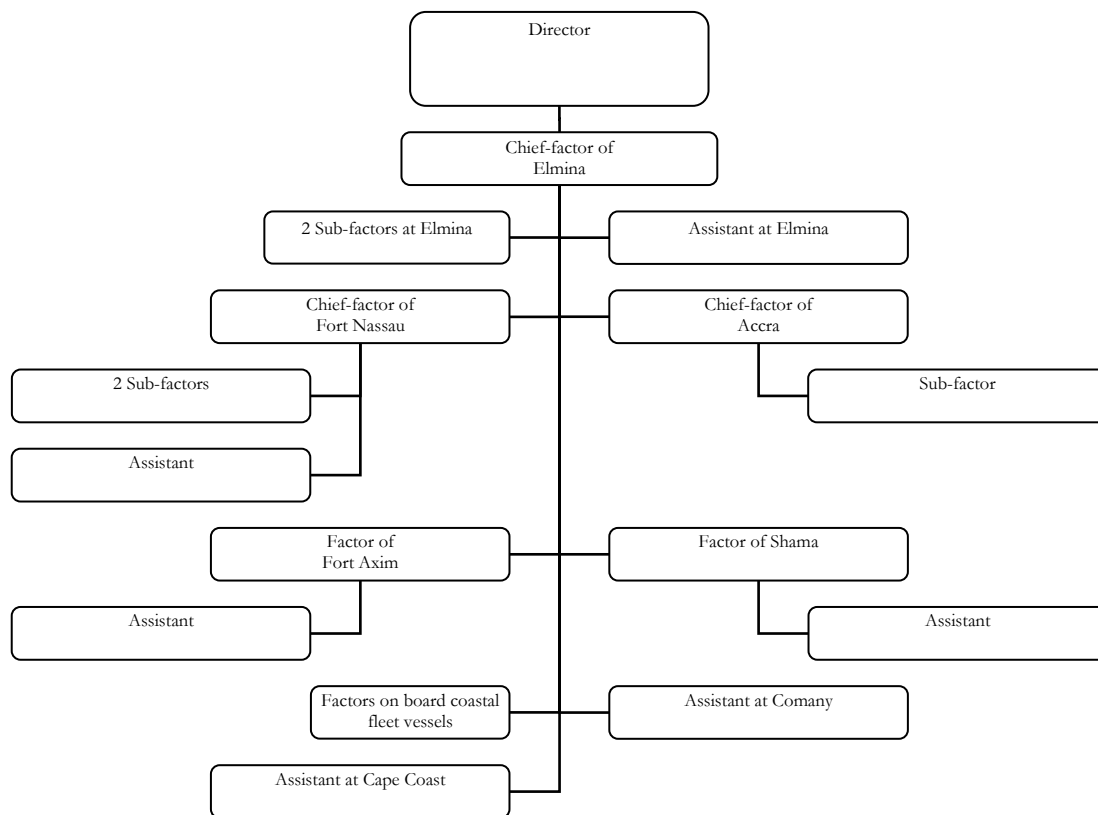 Director
Chief-factor of
Elmina
2 Sub-factors at Elmina
Assistant at Elmina
Chief-factor of
Fort Nassau
Chief-factor of
Accra
2 Sub-factors
Sub-factor
Assistant
Factor of
Fort Axim
Factor of Shama
Assistant
Assistant
Factors on board coastal
fleet vessels
Assistant at Comany
Assistant at Cape Coast